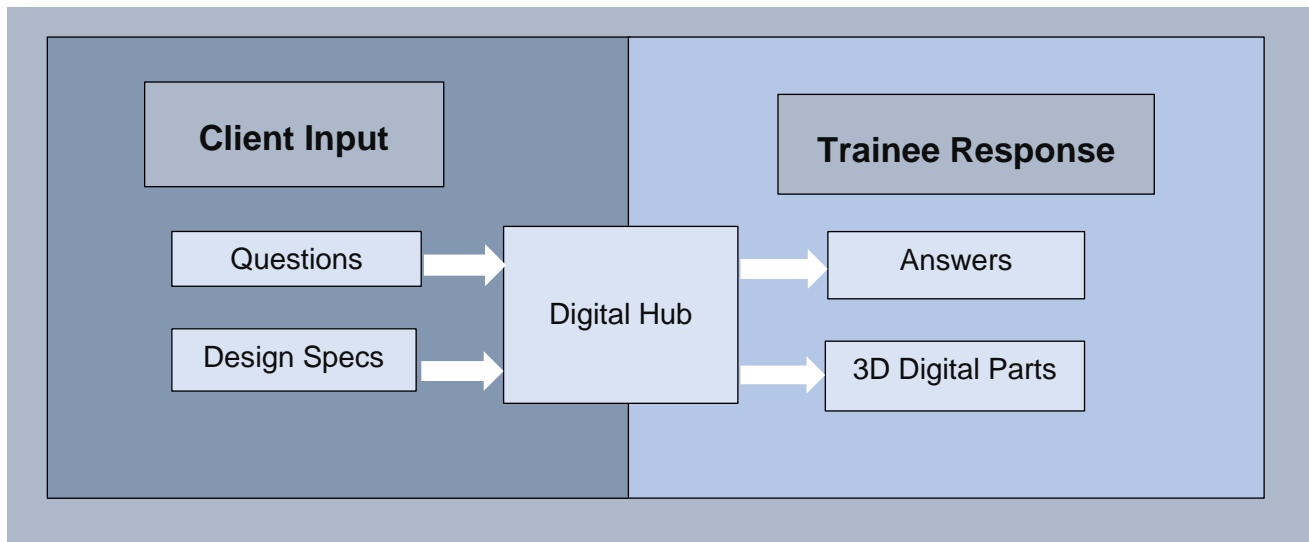 Client Input
Trainee Response
Questions
Answers
Digital Hub
Design Specs
3D Digital Parts